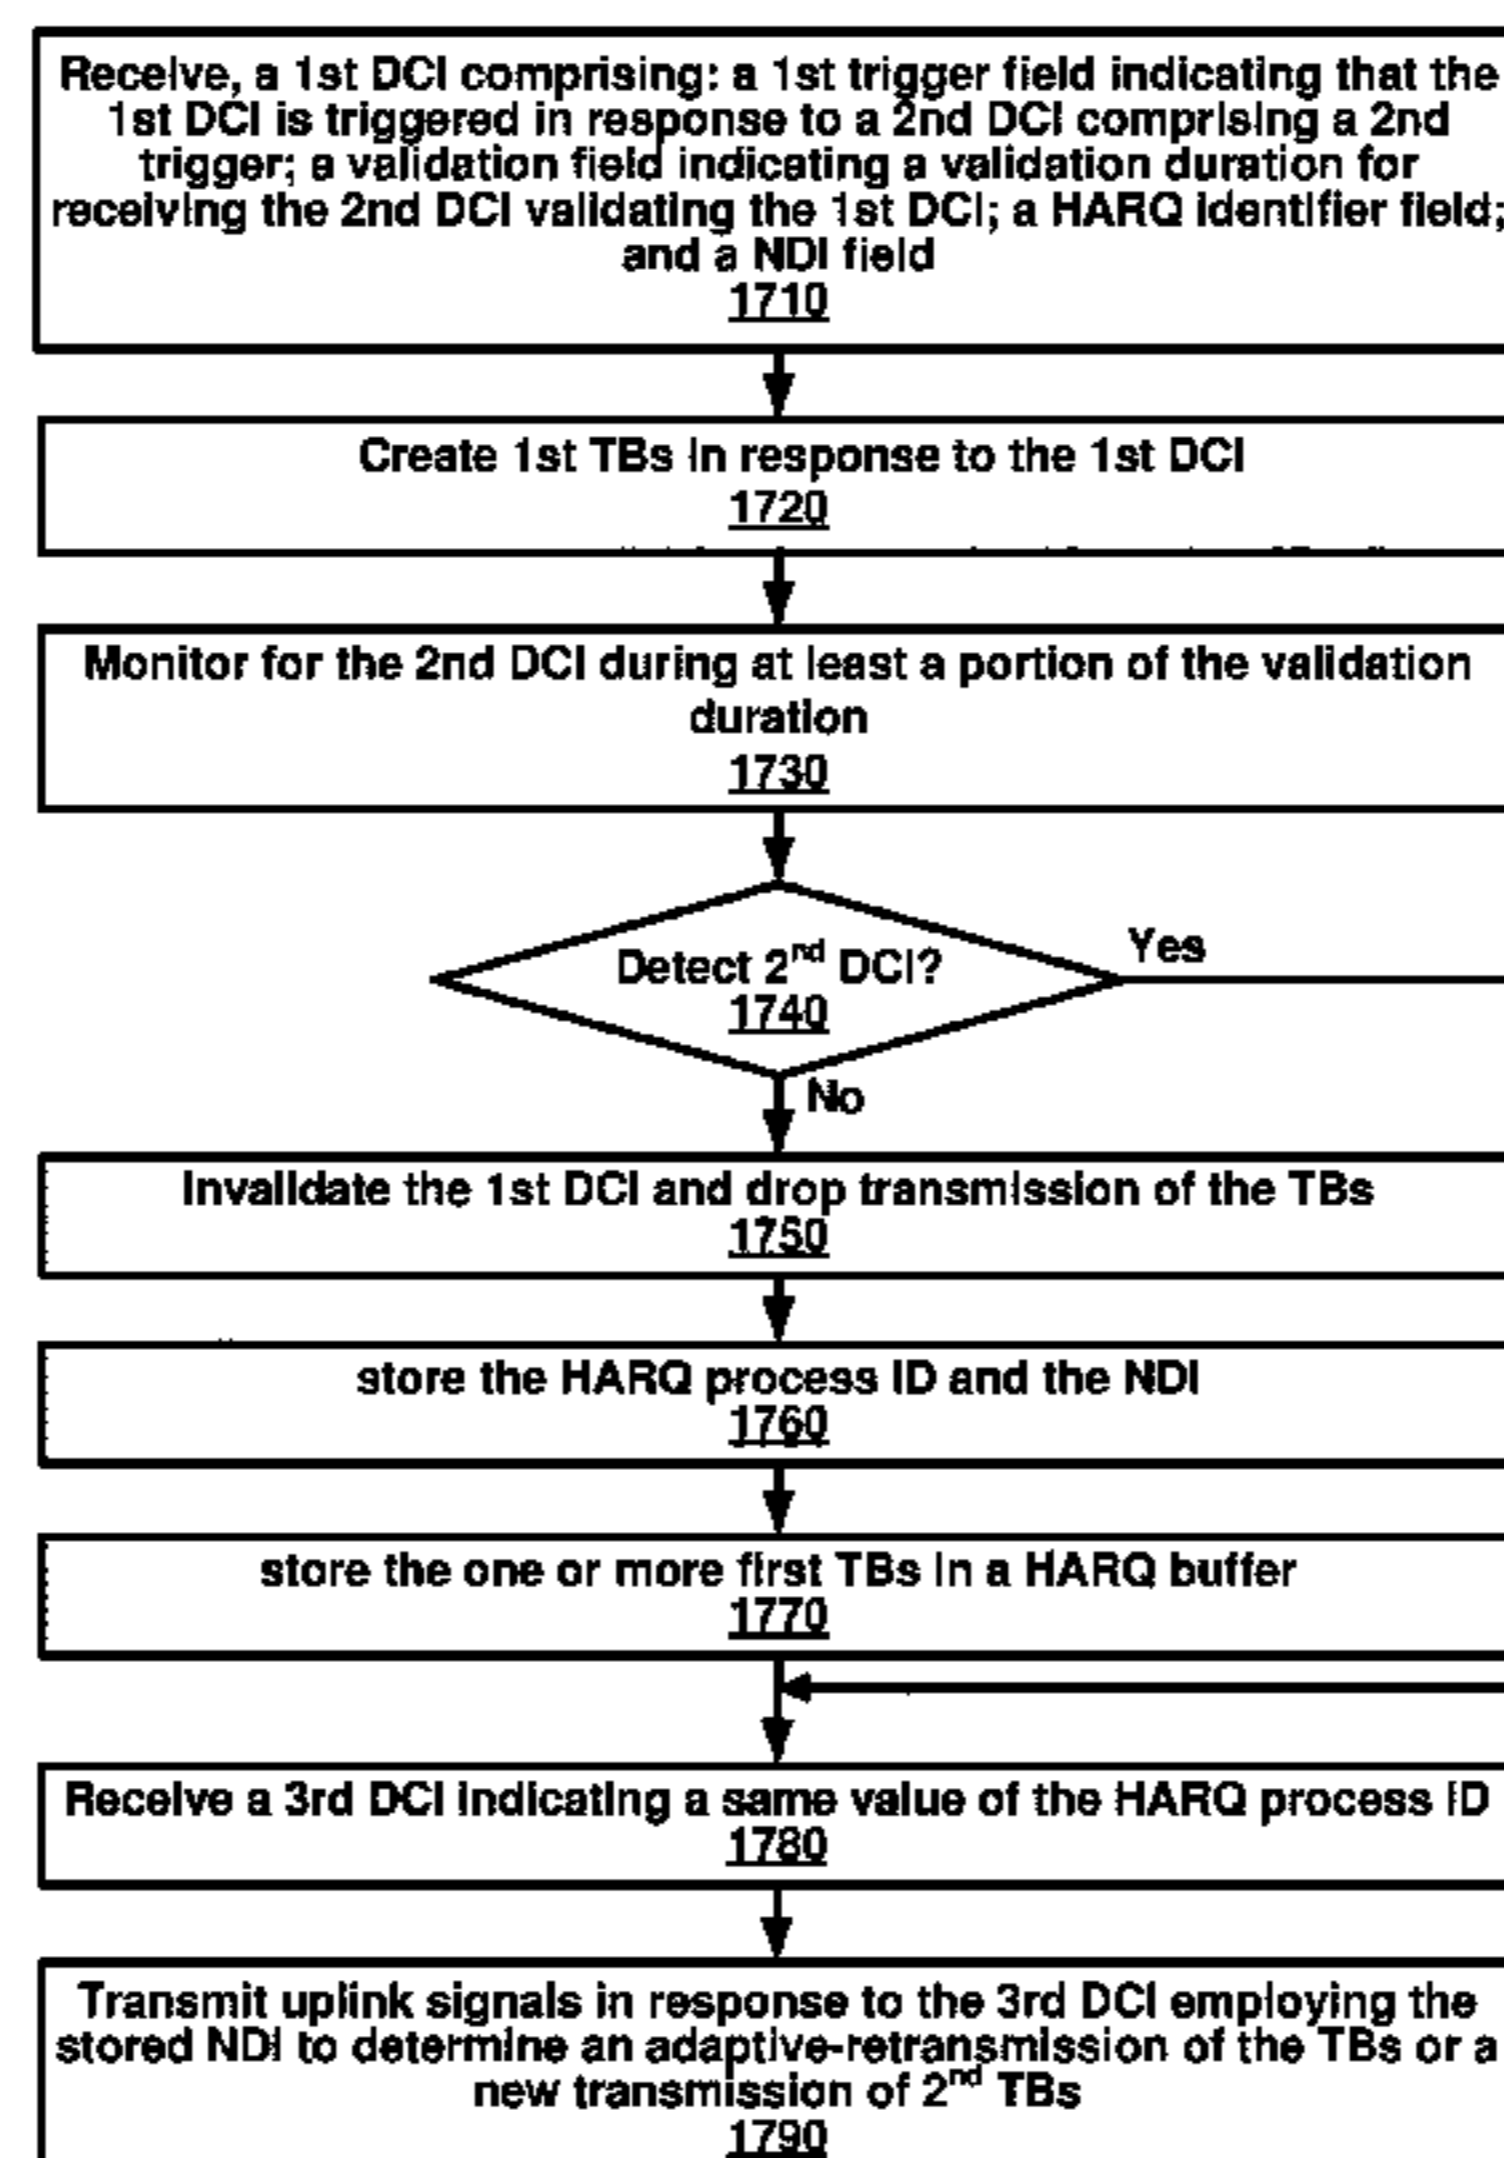 Receive, a 1st DCI comprising: a 1st trigger field indicating that the
1st DCI is triggered in response to a 2nd DCI comprising a 2nd
trigger; a validation field indicating a validation duration for
receiving the 2nd DCI validating the 1st DCI; a HARQ identifier field;
and a NDI field
1710
Create 1st TBs in response to the 1st DCI
1720
Monitor for the 2nd DCI during at least a portion of the validation
duration
1730
Detect 2nd DCI?
1740
Yes
No
Invalidate the 1st DCI and drop transmission of the TBs
1750
store the HARQ process ID and the NDI
1760
store the one or more first TBs in a HARQ buffer
1770
Receive a 3rd DCI indicating a same value of the HARQ process ID
1780
Transmit uplink signals in response to the 3rd DCI employing the
stored NDI to determine an adaptive-retransmission of the TBs or a
new transmission of 2nd TBs
1790